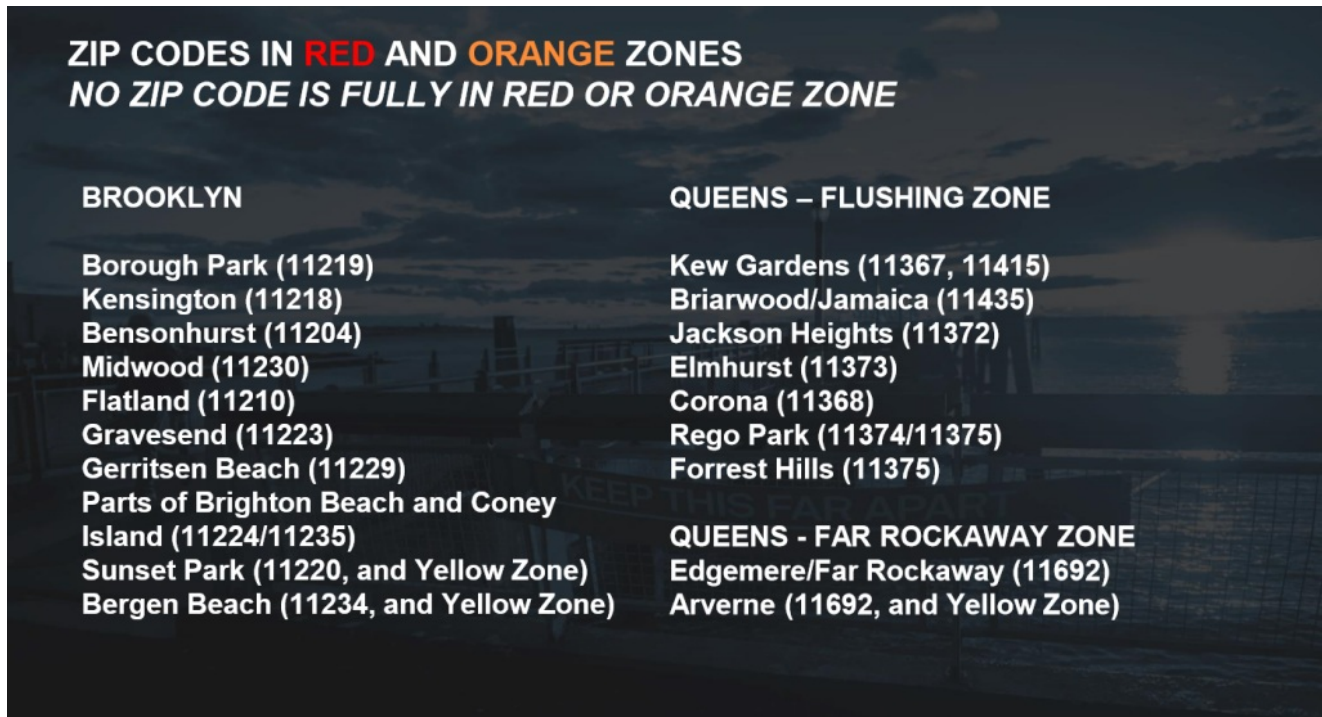 ZIP CODES IN RED AND ORANGE ZONES
NO ZIP CODE IS FULLY IN RED OR ORANGE ZONE
BROOKLYN
Borough Park (11219)
Kensington (11218)
Bensonhurst (11204)
Midwood (11230)
Flatland (11210)
Gravesend (11223)
Gerritsen Beach (11229)
Parts of Brighton Beach and Coney
Island (11224/11235)
Sunset Park (11220, and Yellow Zone)
Bergen Beach (11234, and Yellow Zone)
QUEENS – FLUSHING ZONE
Kew Gardens (11367, 11415)
Briarwood/Jamaica (11435)
Jackson Heights (11372)
Elmhurst (11373)
Corona (11368)
Rego Park (11374/11375)
Forrest Hills (11375)
QUEENS - FAR ROCKAWAY ZONE
Edgemere/Far Rockaway (11692)
Arverne (11692, and Yellow Zone)
KEEP THIS FAR APART